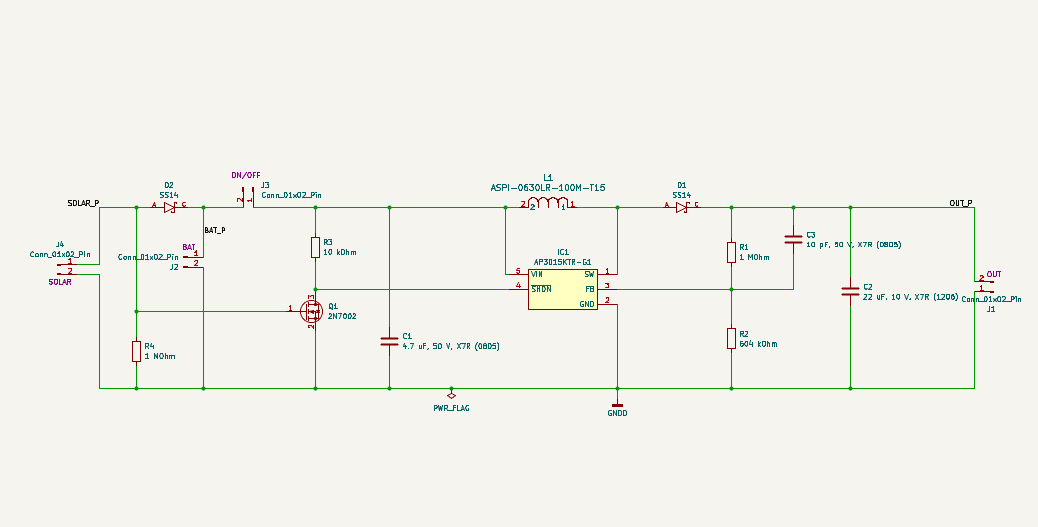 ON/OFF
J3
Conn_01x02_Pin
2
1
D2
SS14
A
C
SOLAR_P
BAT_P
J4
Conn_01x02_Pin
1
2
SOLAR
BAT
Conn_01x02_Pin
J2
1
2
R3
10 kOhm
Q1
2N7002
1
3
2
R4
1 MOhm
C1
4.7 uF, 50 V, X7R (0805)
PWR_FLAG
L1
ASPI-0630LR-100M-T15
2
2
1
1
IC1
AP3015KTR-G1
5
VIN
SW
1
4
SHDN
FB
3
GND
2
GNDD
D1
SS14
A
C
R1
1 MOhm
C3
10 pF, 50 V, X7R (0805)
R2
604 kOhm
C2
22 uF, 10 V, X7R (1206)
OUT_P
2
OUT
1
Conn_01x02_Pin
J1